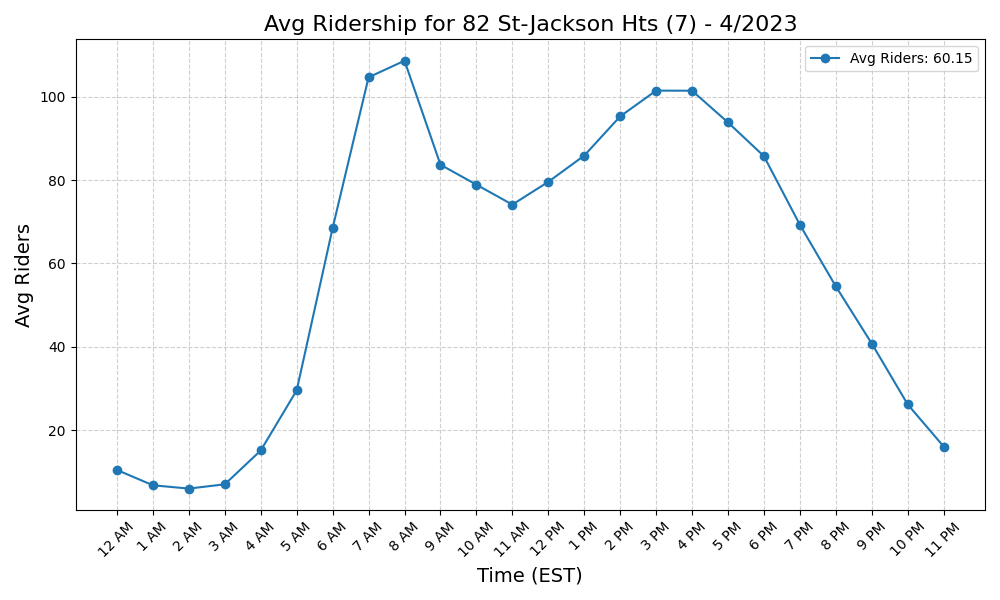 Avg Ridership for 82 St-Jackson Hts (7) - 4/2023
Avg Riders: 60.15
Avg Riders
100
80
60
40
20
12 AM
1 AM
2 AM
3 AM
4 AM
5 AM
6 AM
7 AM
8 AM
9 AM
10 AM
11 AM
12 PM
1 PM
2 PM
3 PM
4 PM
5 PM
6 PM
7 PM
8 PM
9 PM
10 PM
11 PM
Time (EST)